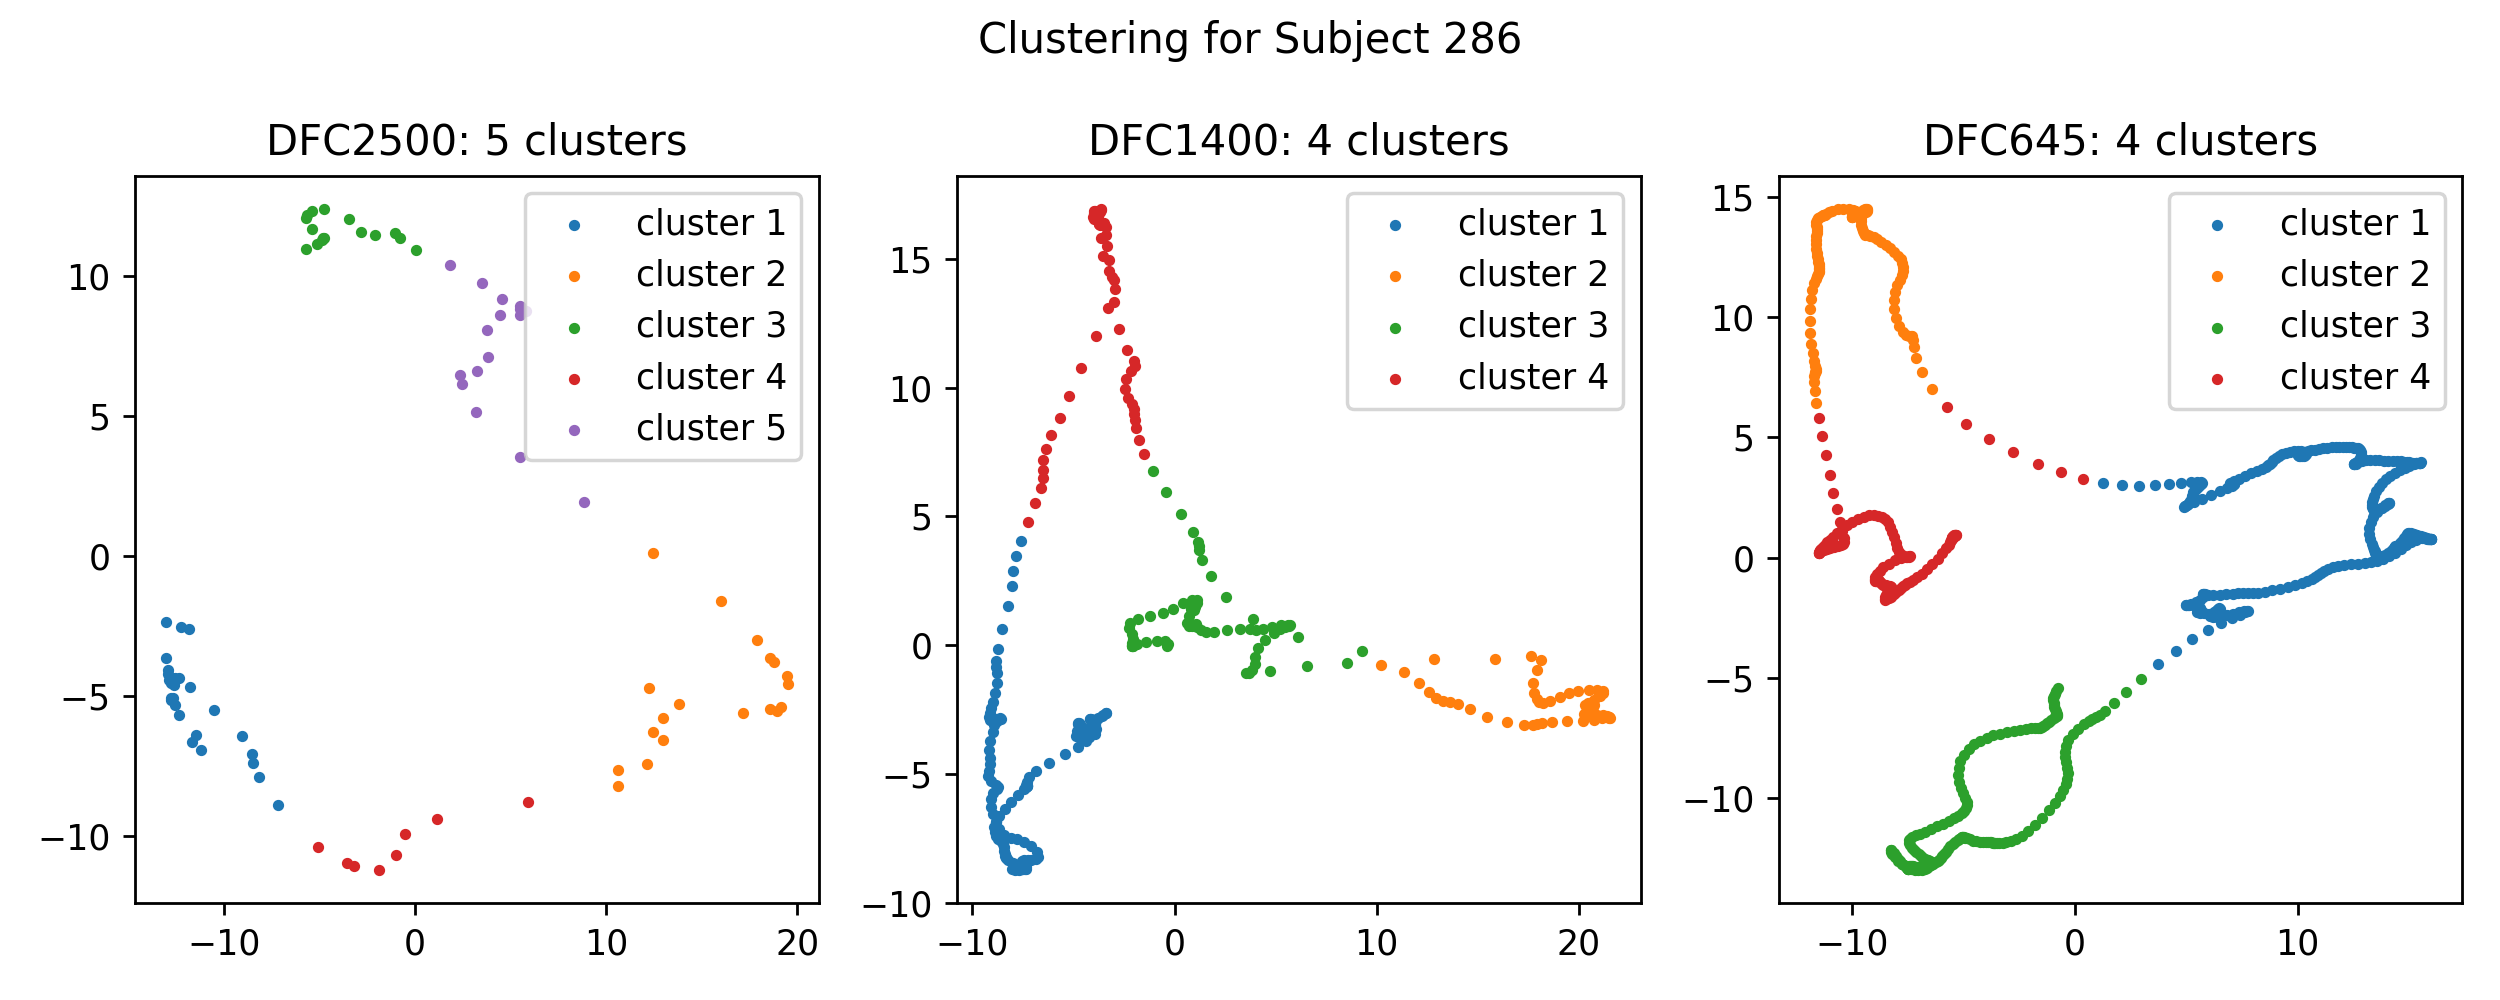 Clustering for Subject 286
DFC2500: 5 clusters
10
5
0
−5
−10
−10
0
10
20
cluster 1
cluster 2
cluster 3
cluster 4
cluster 5
DFC1400: 4 clusters
15
10
5
0
−5
−10
−10
0
10
20
cluster 1
cluster 2
cluster 3
cluster 4
DFC645: 4 clusters
15
10
5
0
−5
−10
−10
0
10
cluster 1
cluster 2
cluster 3
cluster 4